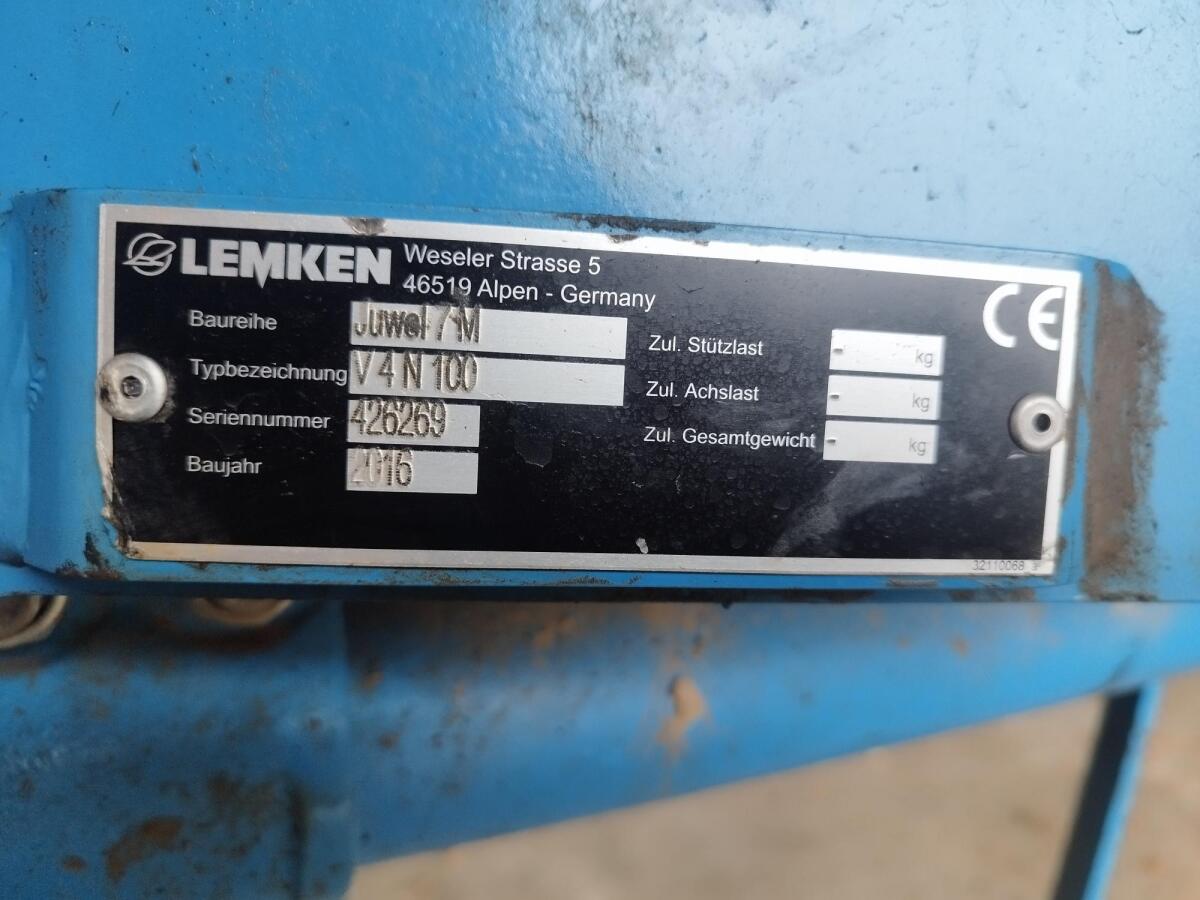 LEMKEN Weseler Strasse 5
46519 Alpen - Germany
CE
Baureihe Juwel 7 M
Typbezeichnung V 4 N 100
Seriennummer 426269
Baujahr 2016
Zul. Stützlast - kg
Zul. Achslast - kg
Zul. Gesamtgewicht - kg
32110068